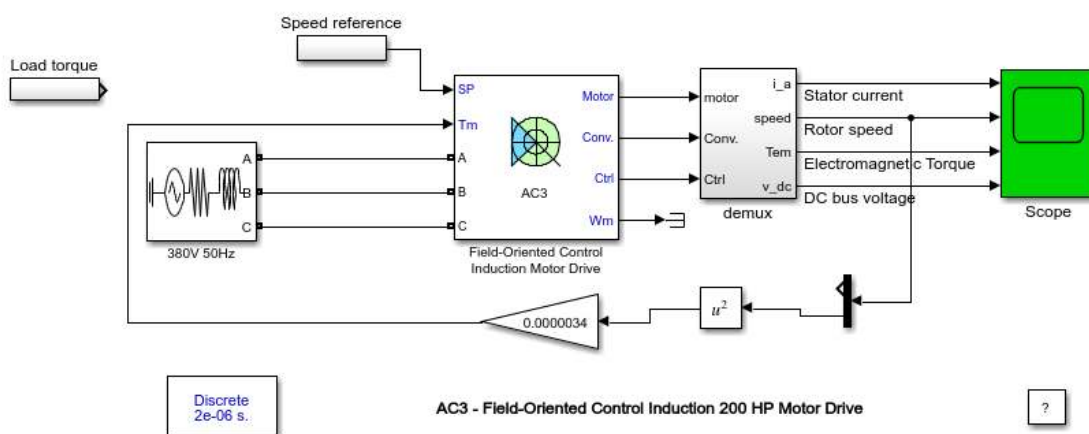 Speed reference
Load torque
SP
Tm
A
B
C
Motor
Conv.
Ctrl
Wm
AC3
Field-Oriented Control
Induction Motor Drive
A
B
C
380V 50Hz
motor
Conv.
Ctrl
i_a
speed
Tem
v_dc
demux
Stator current
Rotor speed
Electromagnetic Torque
DC bus voltage
Scope
0.0000034
u²
Discrete
2e-06 s.
AC3 - Field-Oriented Control Induction 200 HP Motor Drive
?